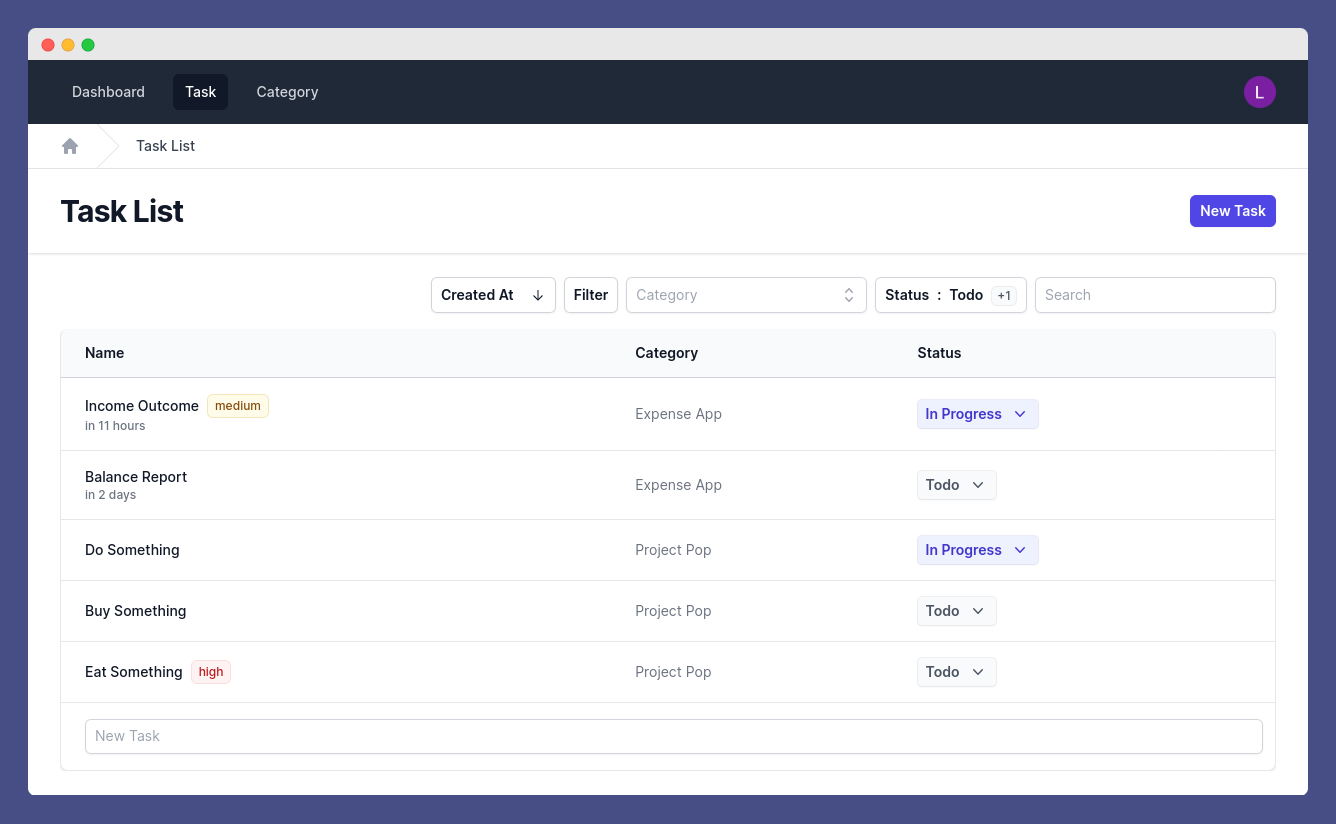 Dashboard Task Category L
Task List
Task List New Task
Created At Filter Category Status : Todo +1 Search
Name Category Status
Income Outcome medium Expense App In Progress
in 11 hours
Balance Report Expense App Todo
in 2 days
Do Something Project Pop In Progress
Buy Something Project Pop Todo
Eat Something high Project Pop Todo
New Task